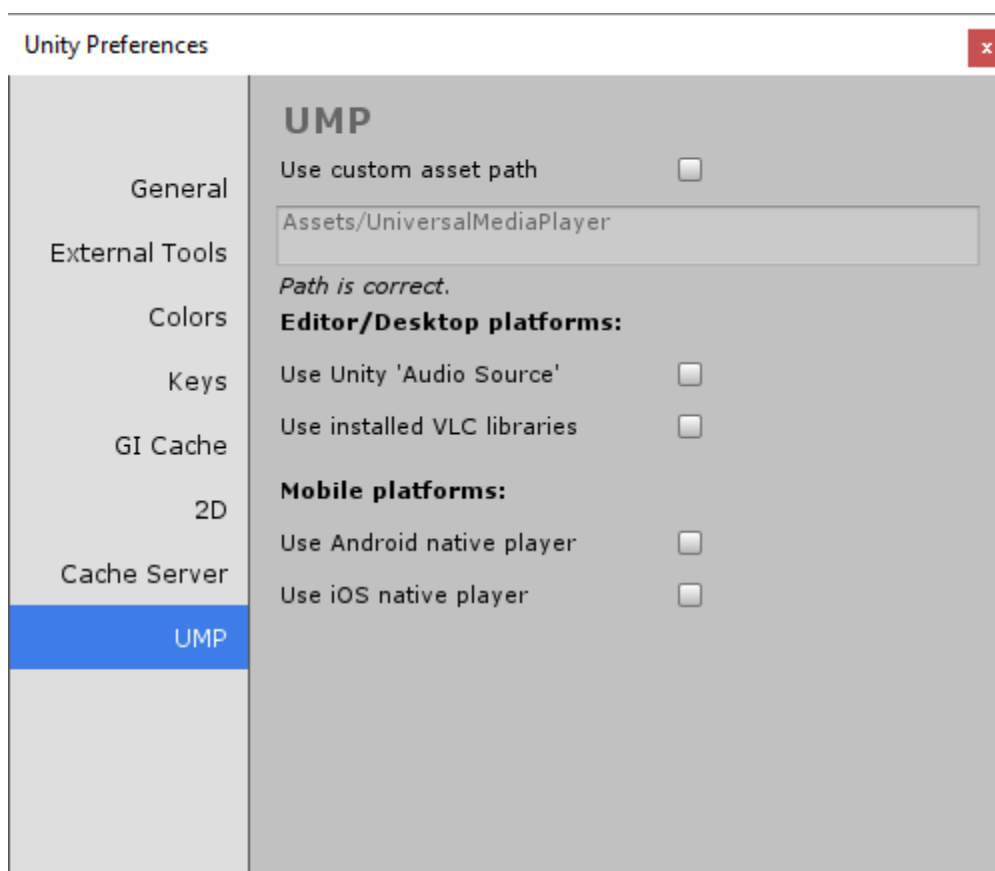 Unity Preferences
x
General
External Tools
Colors
Keys
GI Cache
2D
Cache Server
UMP
UMP
Use custom asset path
Assets/UniversalMediaPlayer
Path is correct.
Editor/Desktop platforms:
Use Unity 'Audio Source'
Use installed VLC libraries
Mobile platforms:
Use Android native player
Use iOS native player